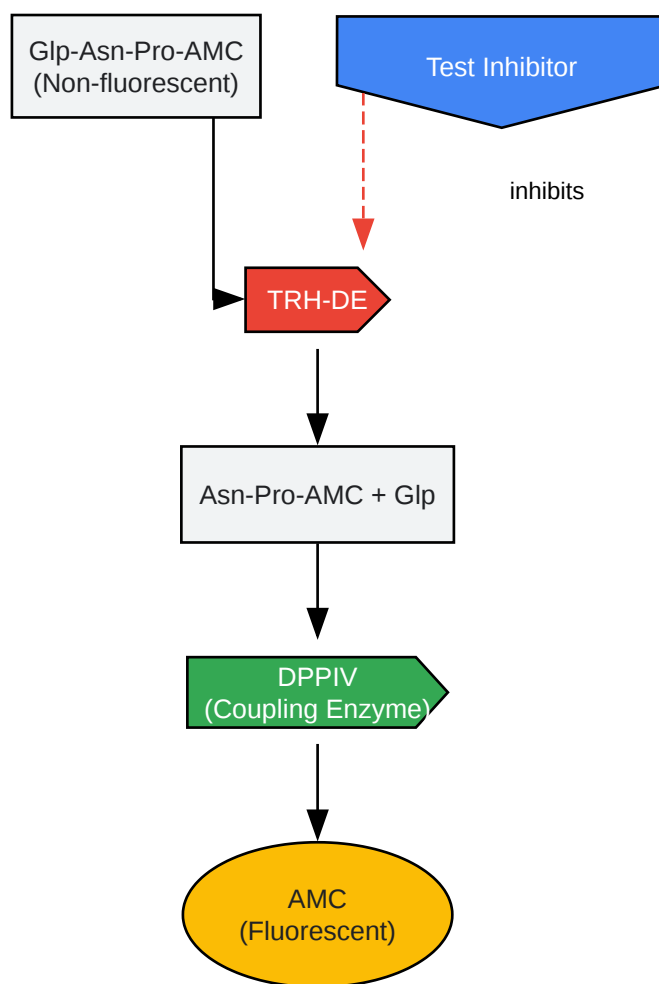 Glp-Asn-Pro-AMC
(Non-fluorescent)
Test Inhibitor
inhibits
TRH-DE
Asn-Pro-AMC + Glp
DPPIV
(Coupling Enzyme)
AMC
(Fluorescent)